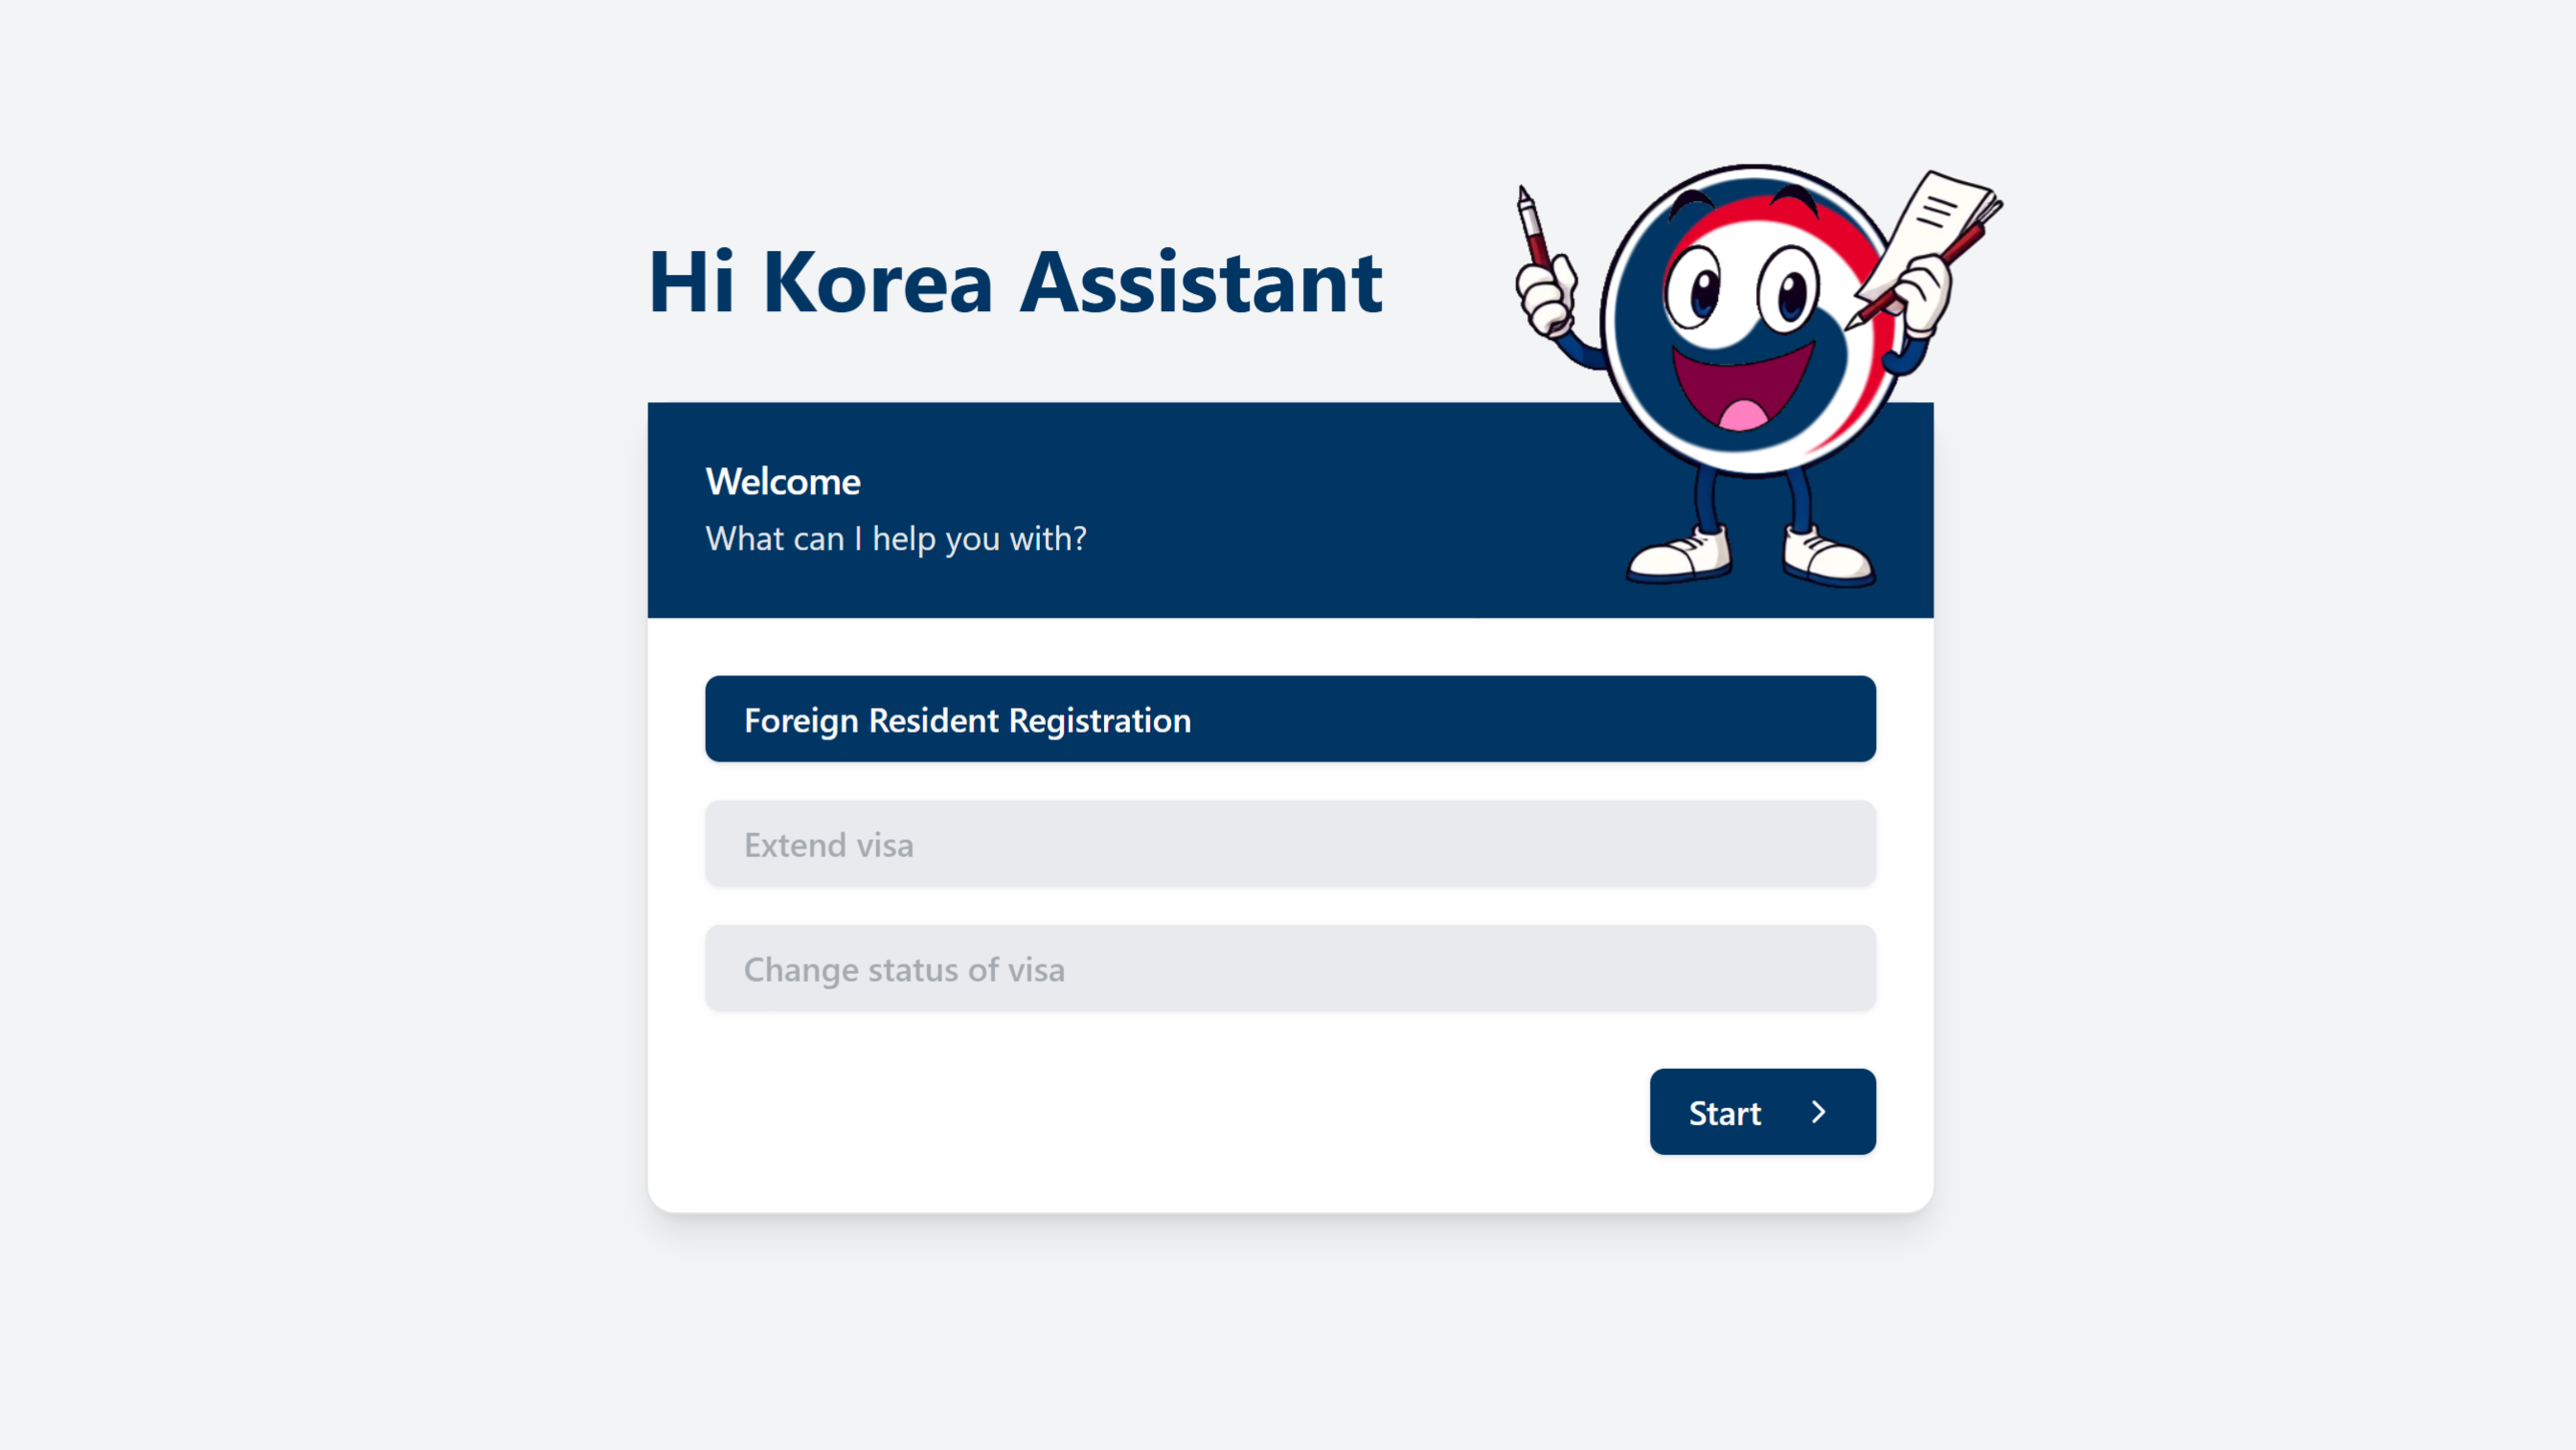 Hi Korea Assistant
Welcome
What can I help you with?
Foreign Resident Registration
Extend visa
Change status of visa
Start